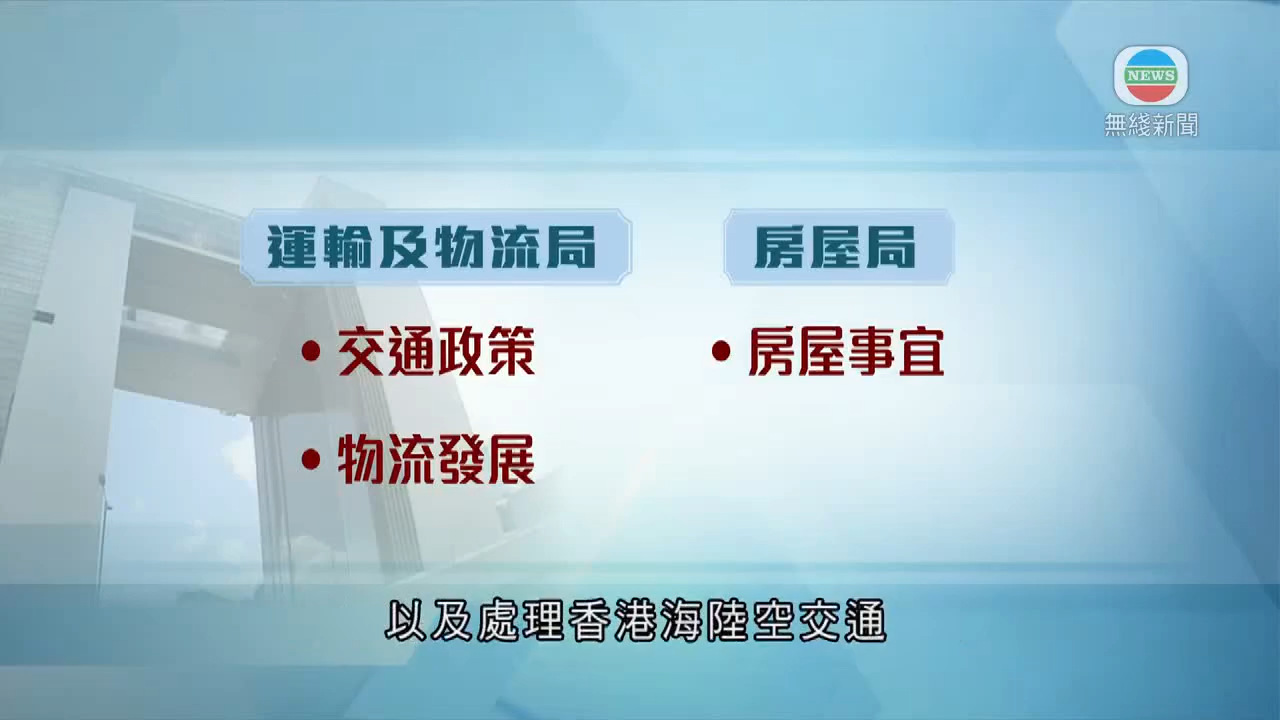 NEWS
無綫新聞
運輸及物流局
房屋局
• 交通政策
• 房屋事宜
• 物流發展
以及處理香港海陸空交通